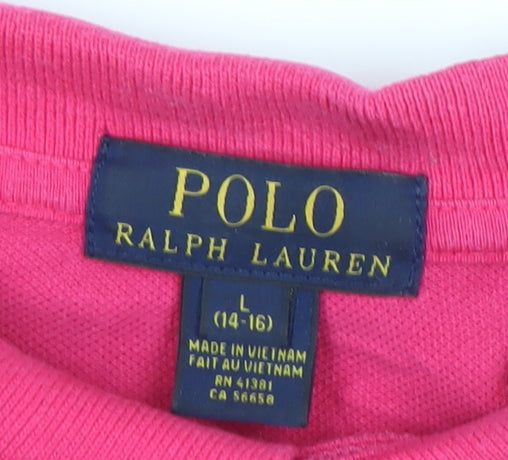 POLO
RALPH LAUREN
L
(14-16)
MADE IN VIETNAM
FAIT AU VIETNAM
RN 41381
CA 56658